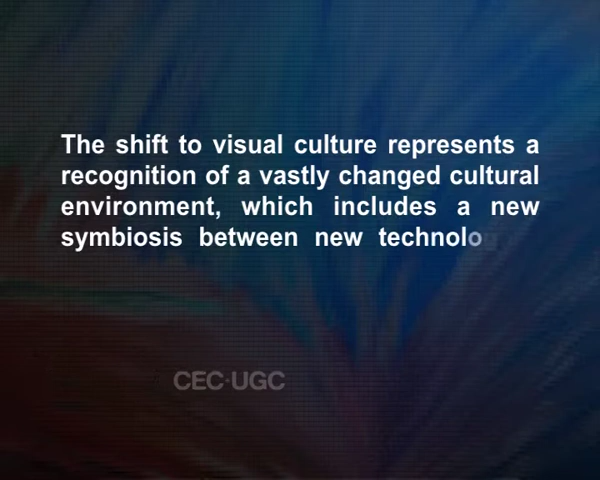 The shift to visual culture represents a
recognition of a vastly changed cultural
environment, which includes a new
symbiosis between new technolo
CEC·UGC